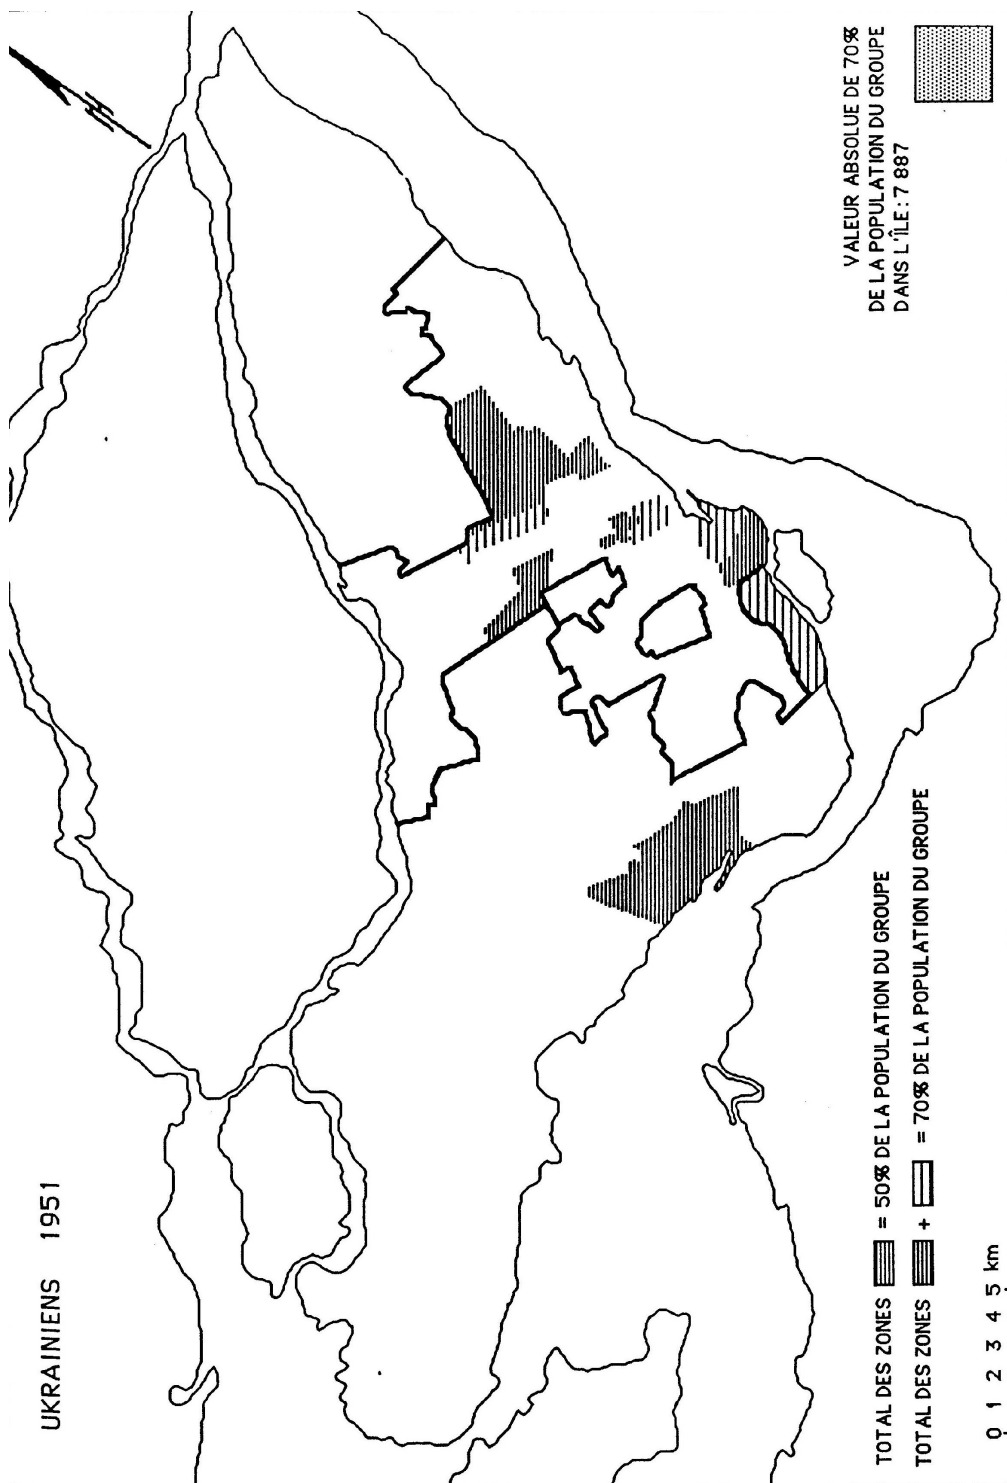 UKRAINIENS 1951
N
VALEUR ABSOLUE DE 70%
DE LA POPULATION DU GROUPE
DANS L'ÎLE: 7 887
TOTAL DES ZONES = 50% DE LA POPULATION DU GROUPE
TOTAL DES ZONES + = 70% DE LA POPULATION DU GROUPE
0 1 2 3 4 5 km